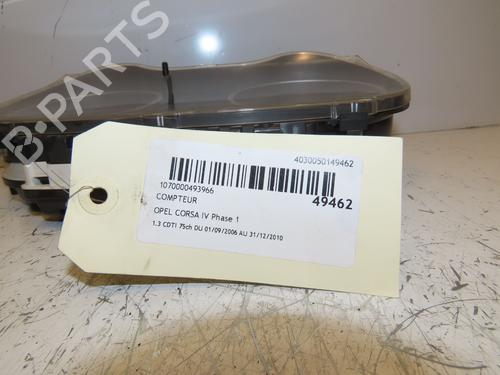 B-PARTS
4030050149462
1070000493966
49462
COMPTEUR
OPEL CORSA IV Phase 1
1.3 CDTI 75ch DU 01/09/2006 AU 31/12/2010